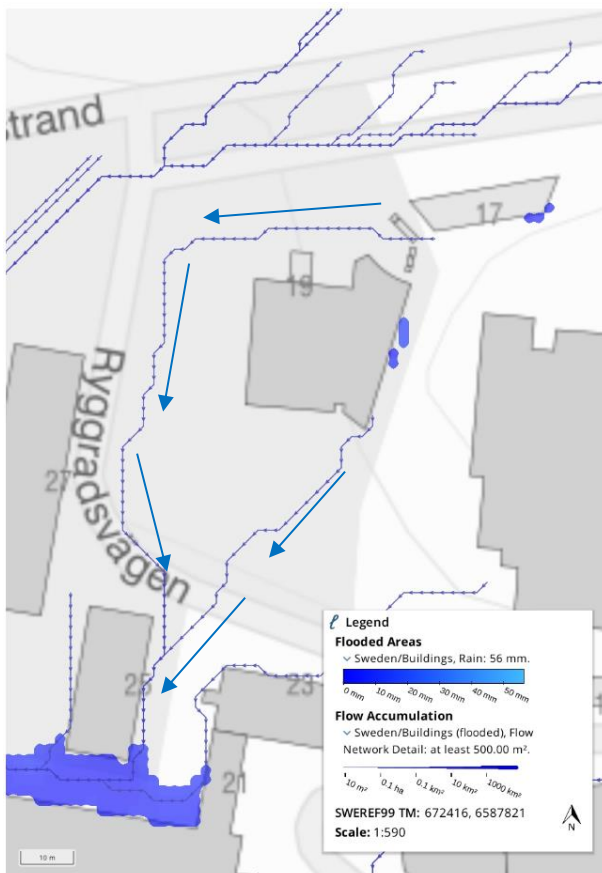 strand
17
19
Ryggradsvägen
27
25
23
21
Legend
Flooded Areas
Sweden/Buildings, Rain: 56 mm.
0 mm 10 mm 20 mm 30 mm 40 mm 50 mm
Flow Accumulation
Sweden/Buildings (flooded), Flow
Network Detail: at least 500.00 m².
10 m² 0.1 ha 0.1 km² 10 km² 1000 km²
SWEREF99 TM: 672416, 6587821
Scale: 1:590
N
10 m